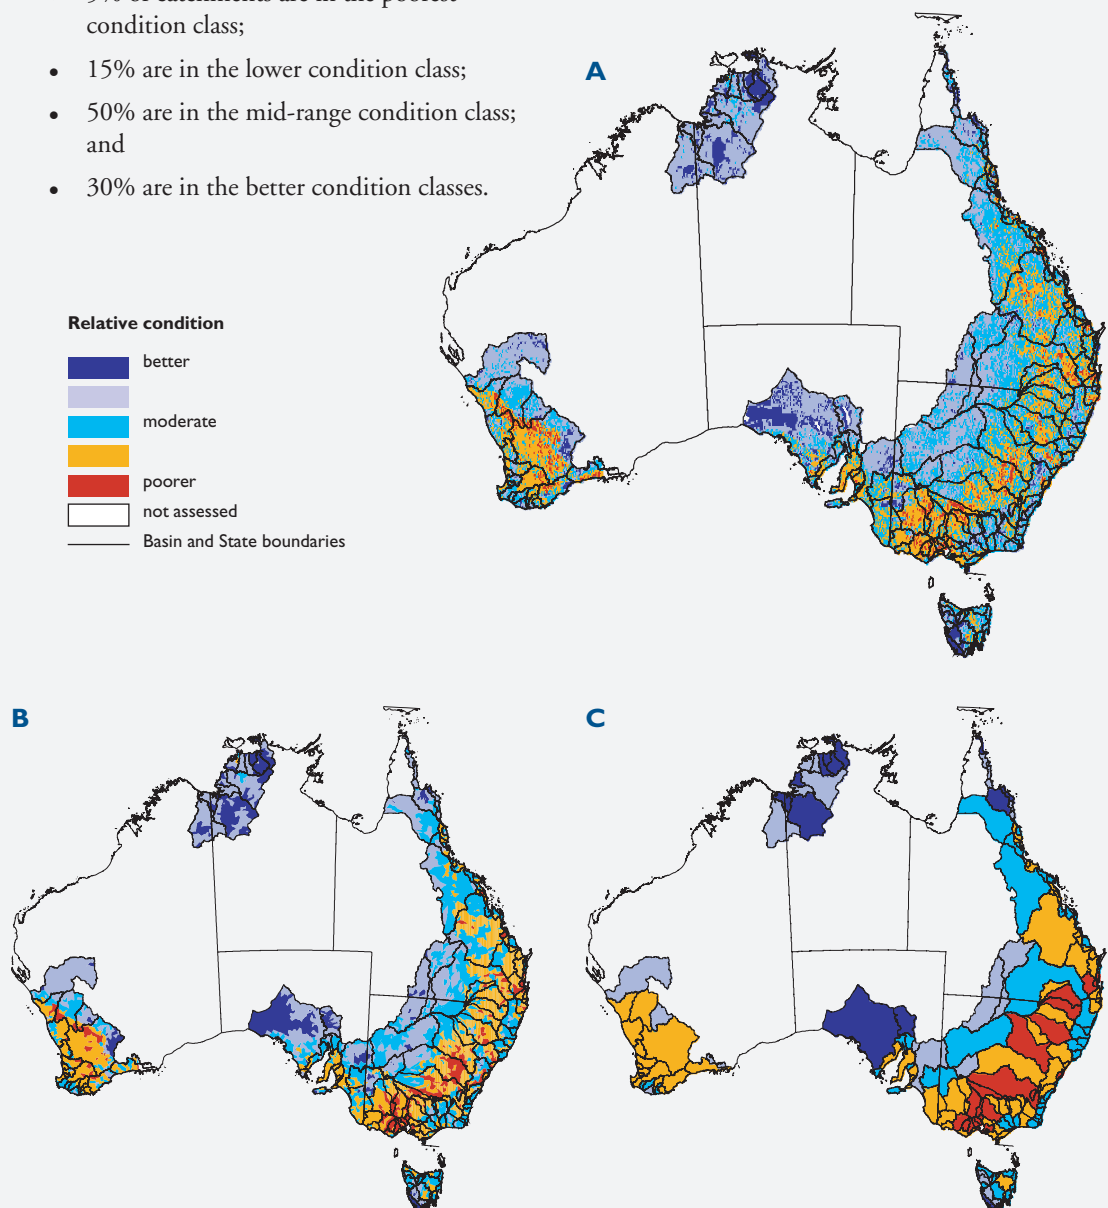 condition class;
• 15% are in the lower condition class;
• 50% are in the mid-range condition class;
and
• 30% are in the better condition classes.
A
Relative condition
better
moderate
poorer
not assessed
Basin and State boundaries
B
C